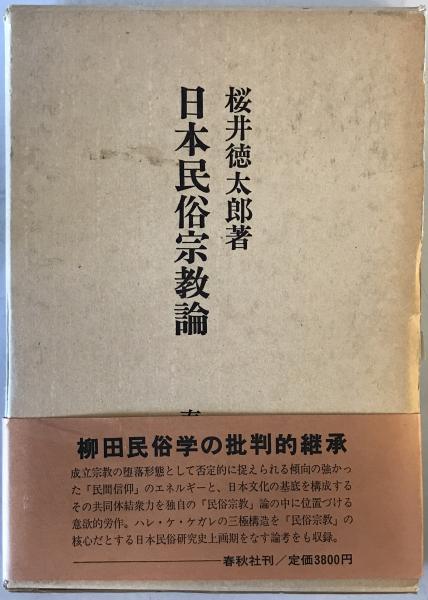 桜井徳太郎著
日本民俗宗教論
柳田民俗学の批判的継承
成立宗教の堕落形態として否定的に捉えられる傾向の強かっ
た「民間信仰」のエネルギーと、日本文化の基底を構成する
その共同体結衆力を独自の「民俗宗教」論の中に位置づける
意欲的労作。ハレ・ケ・ケガレの三極構造を「民俗宗教」の
核心だとする日本民俗研究史上画期をなす論考をも収録。
春秋社刊／定価3800円